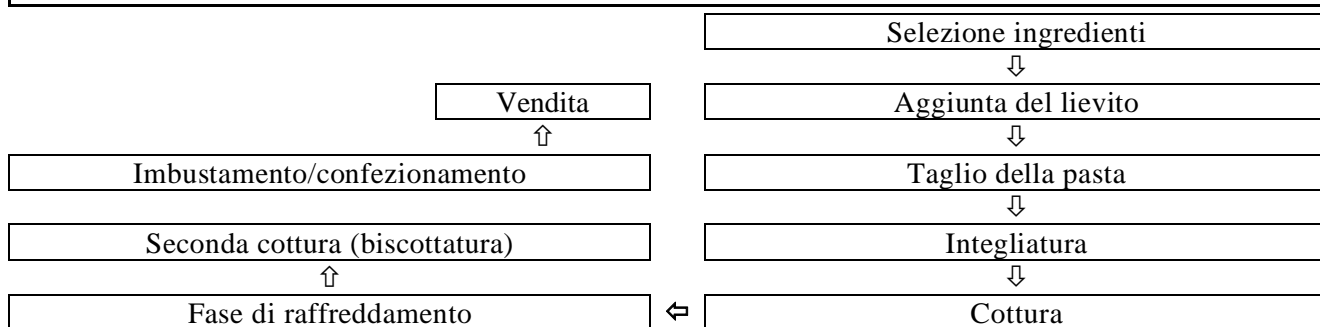 Selezione ingredienti
⇩
Vendita
Aggiunta del lievito
⇧
⇩
Imbustamento/confezionamento
Taglio della pasta
⇩
Seconda cottura (biscottatura)
Integliatura
⇧
⇩
Fase di raffreddamento
⇦
Cottura